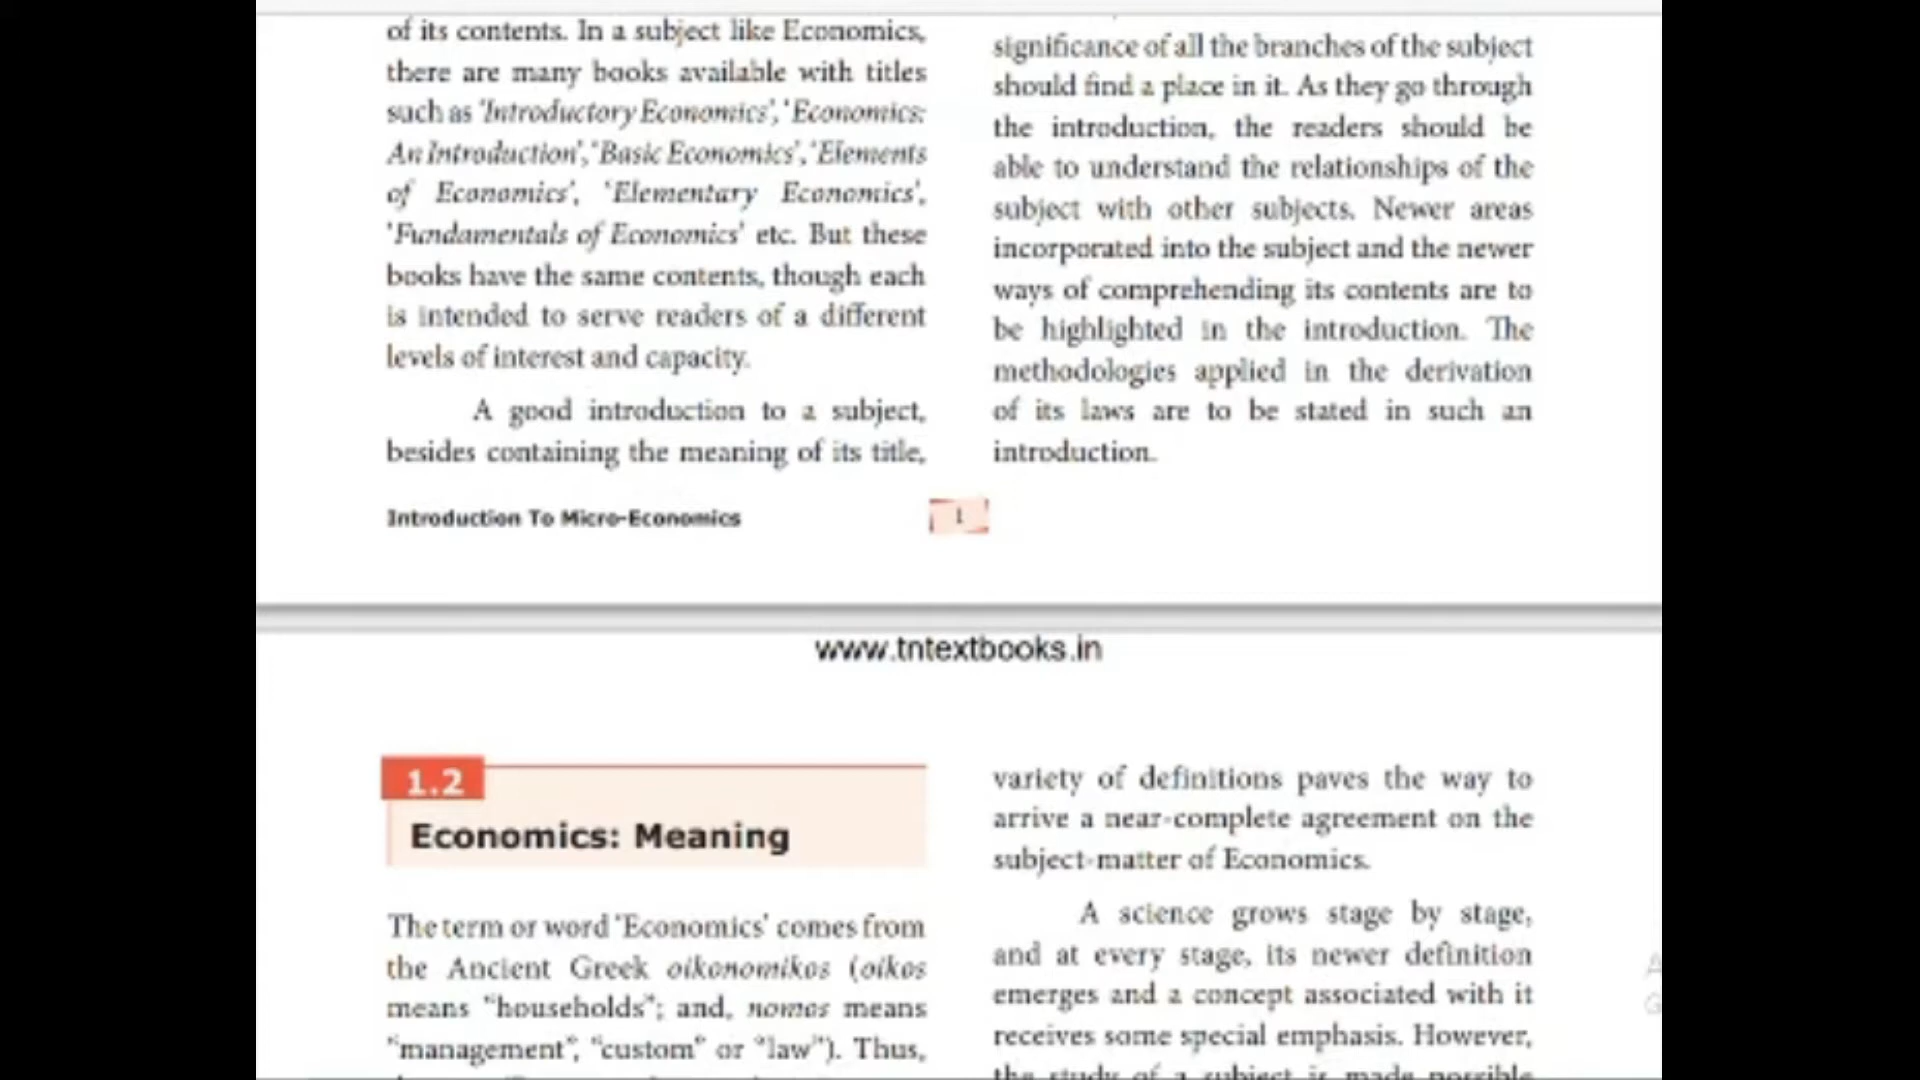 of its contents. In a subject like Economics,
there are many books available with titles
such as 'Introductory Economics', 'Economics:
An Introduction', 'Basic Economics', 'Elements
of Economics', 'Elementary Economics',
'Fundamentals of Economics' etc. But these
books have the same contents, though each
is intended to serve readers of a different
levels of interest and capacity.
A good introduction to a subject,
besides containing the meaning of its title,
significance of all the branches of the subject
should find a place in it. As they go through
the introduction, the readers should be
able to understand the relationships of the
subject with other subjects. Newer areas
incorporated into the subject and the newer
ways of comprehending its contents are to
be highlighted in the introduction. The
methodologies applied in the derivation
of its laws are to be stated in such an
introduction.
Introduction To Micro-Economics
1
www.tntextbooks.in
1.2
Economics: Meaning
The term or word 'Economics' comes from
the Ancient Greek oikonomikos (oikos
means "households"; and, nomos means
"management", "custom" or "law"). Thus,
variety of definitions paves the way to
arrive a near-complete agreement on the
subject-matter of Economics.
A science grows stage by stage,
and at every stage, its newer definition
emerges and a concept associated with it
receives some special emphasis. However,
the study of a subject is made possible